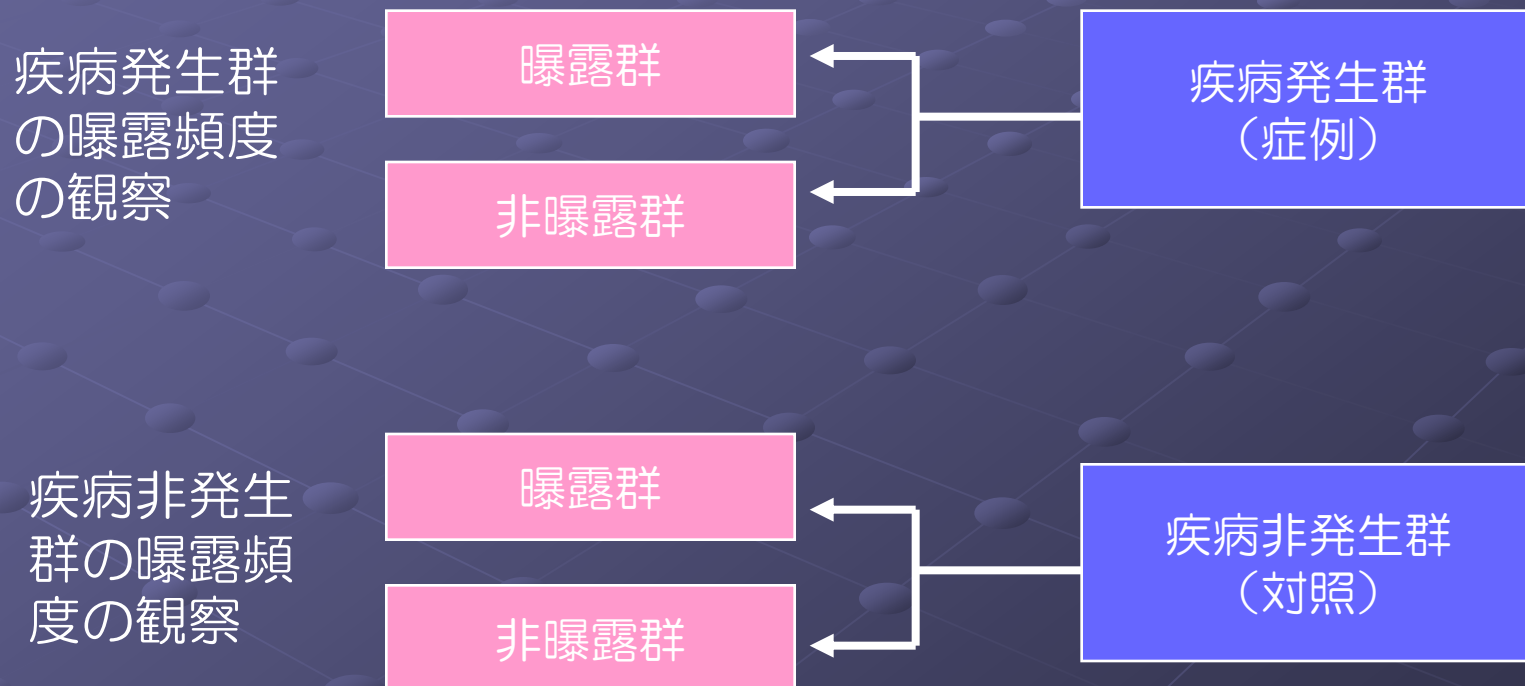 疾病発生群
の曝露頻度
の観察
曝露群
非曝露群
疾病発生群
（症例）
疾病非発生
群の曝露頻
度の観察
曝露群
非曝露群
疾病非発生群
（対照）